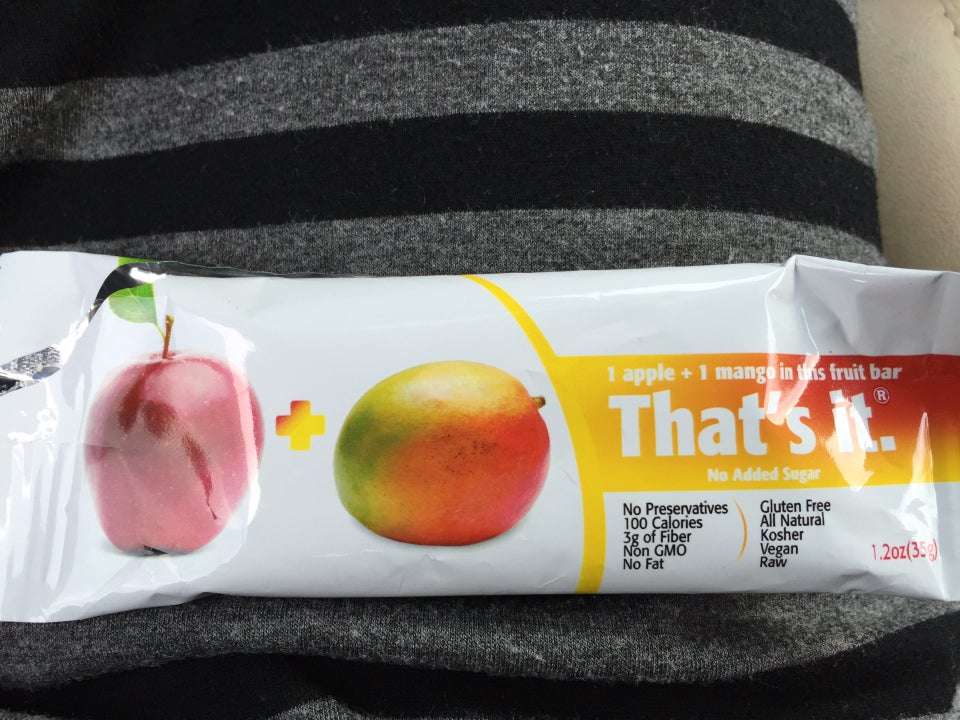 1 apple + 1 mango in this fruit bar
That's it.®
No Added Sugar
No Preservatives
100 Calories
3g of Fiber
Non GMO
No Fat
Gluten Free
All Natural
Kosher
Vegan
Raw
1.2oz(35g)